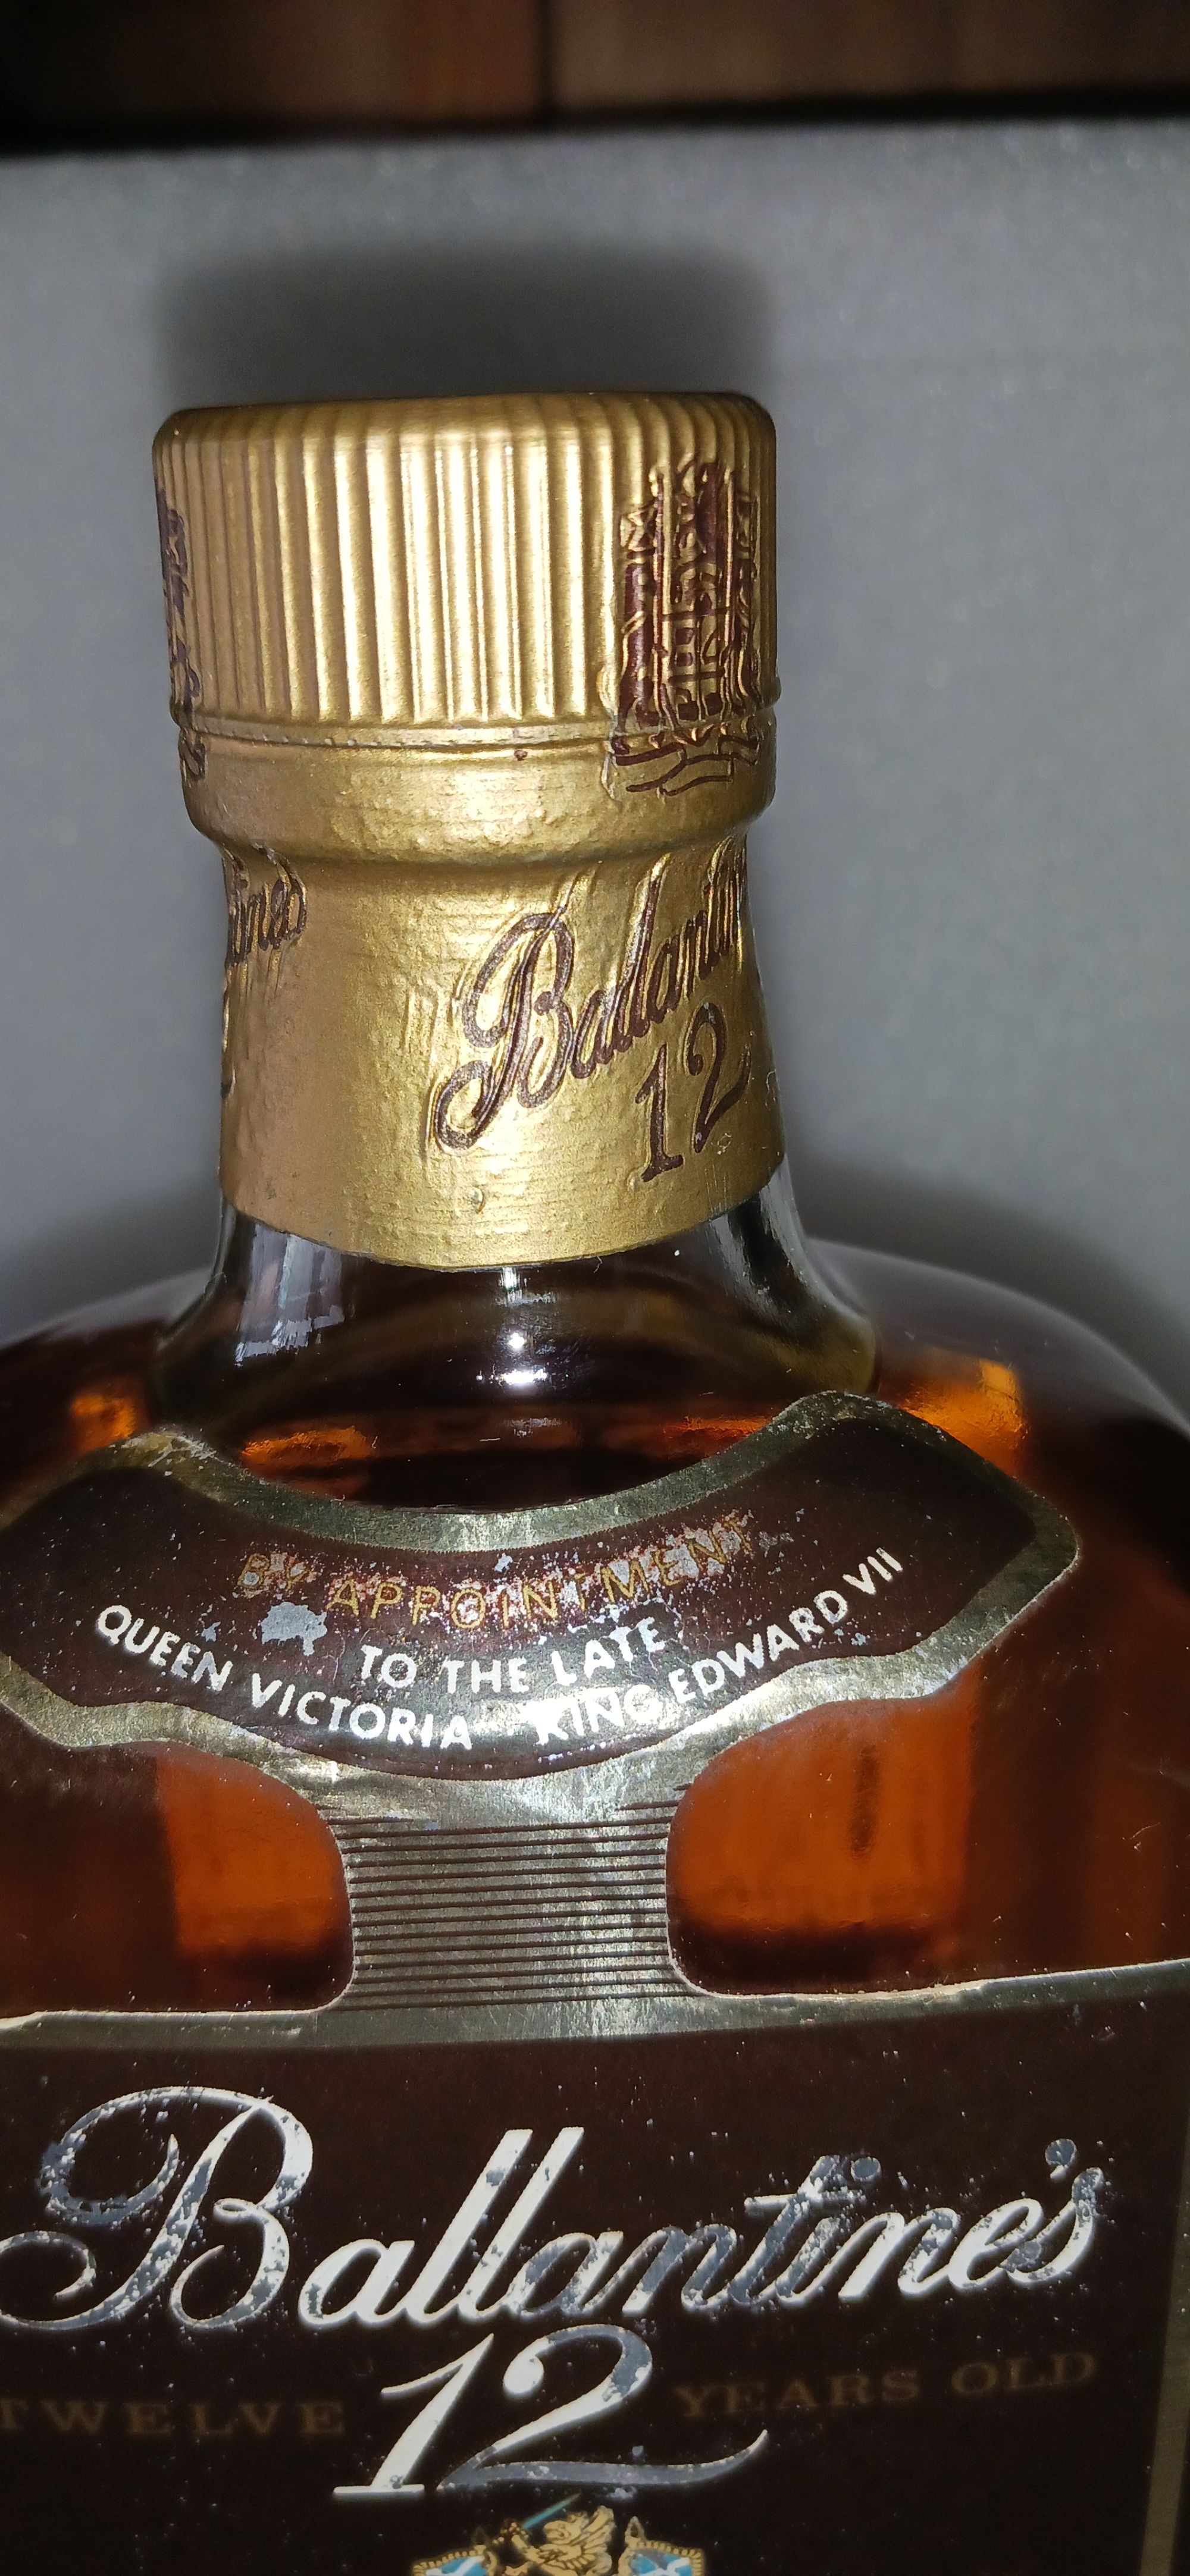 Ballantine's
12
BY APPOINTMENT
TO THE LATE
QUEEN VICTORIA KING EDWARD VII
Ballantine's
12
TWELVE YEARS OLD